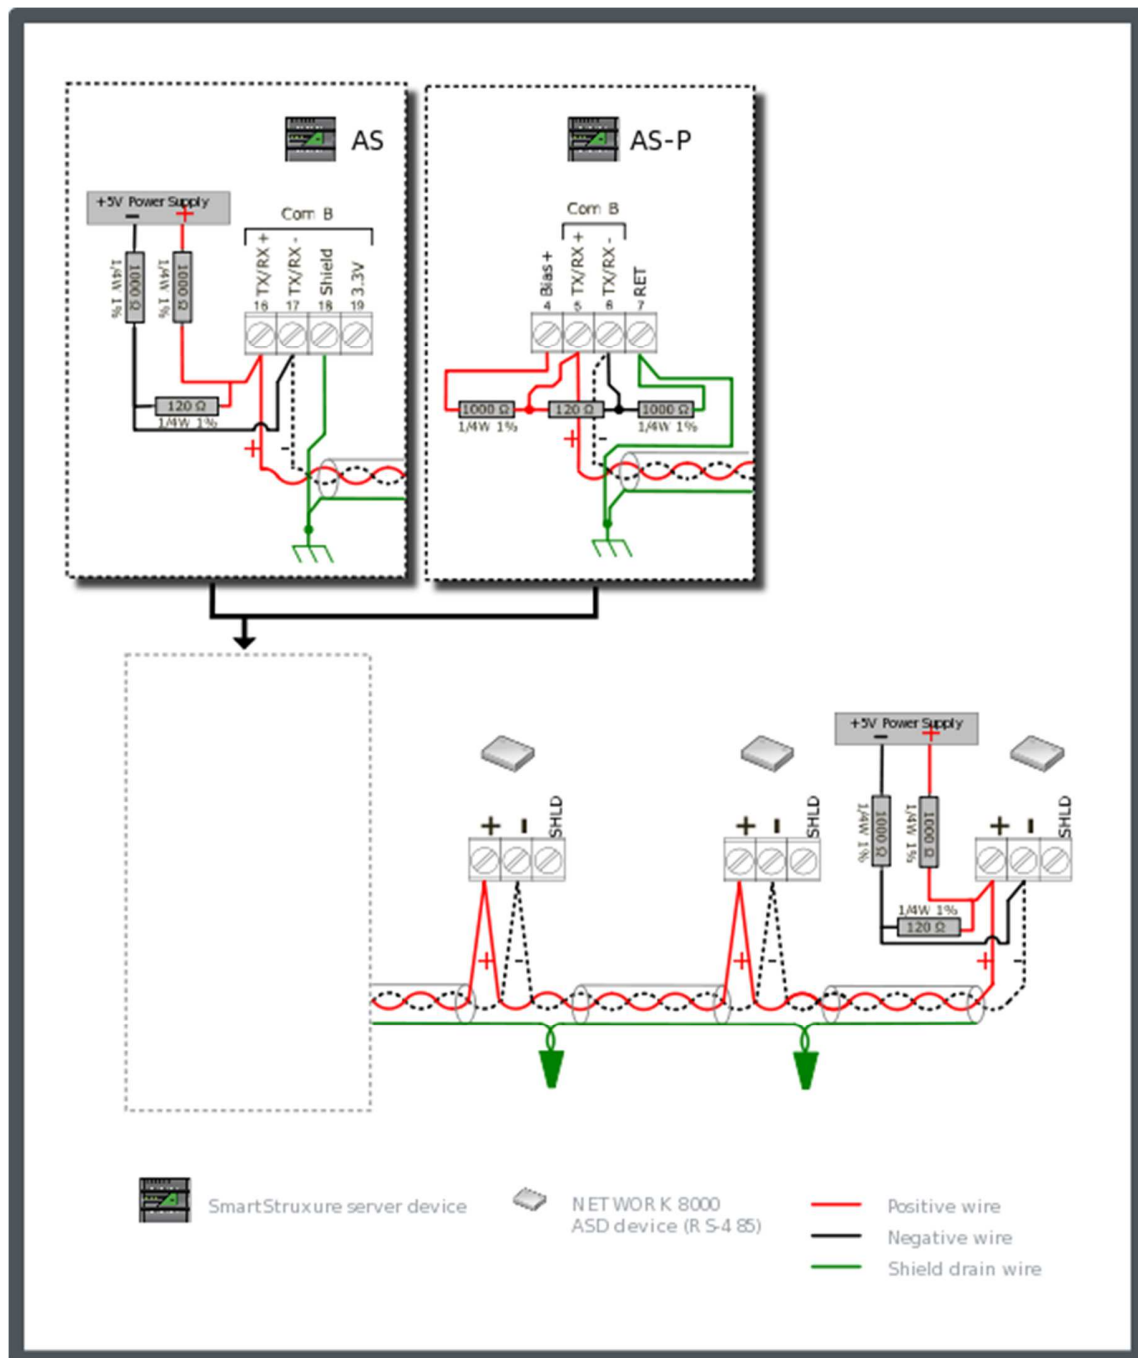 AS
+5V Power Supply
− +
Com B
TX/RX +
TX/RX -
Shield
3.3V
16 17 18 19
1000 Ω
1/4W 1%
1000 Ω
1/4W 1%
120 Ω
1/4W 1%
+ -
AS-P
Com B
Bias+
TX/RX +
TX/RX -
RET
4 5 6 7
1000 Ω
1/4W 1%
120 Ω
1000 Ω
1/4W 1%
+ -
+ - SHLD
+ -
+ - SHLD
+ -
+5V Power Supply
− +
1000 Ω
1/4W 1%
1000 Ω
1/4W 1%
1/4W 1%
120 Ω
+ - SHLD
+ -
SmartStruxure server device
NETWORK 8000
ASD device (RS-485)
Positive wire
Negative wire
Shield drain wire